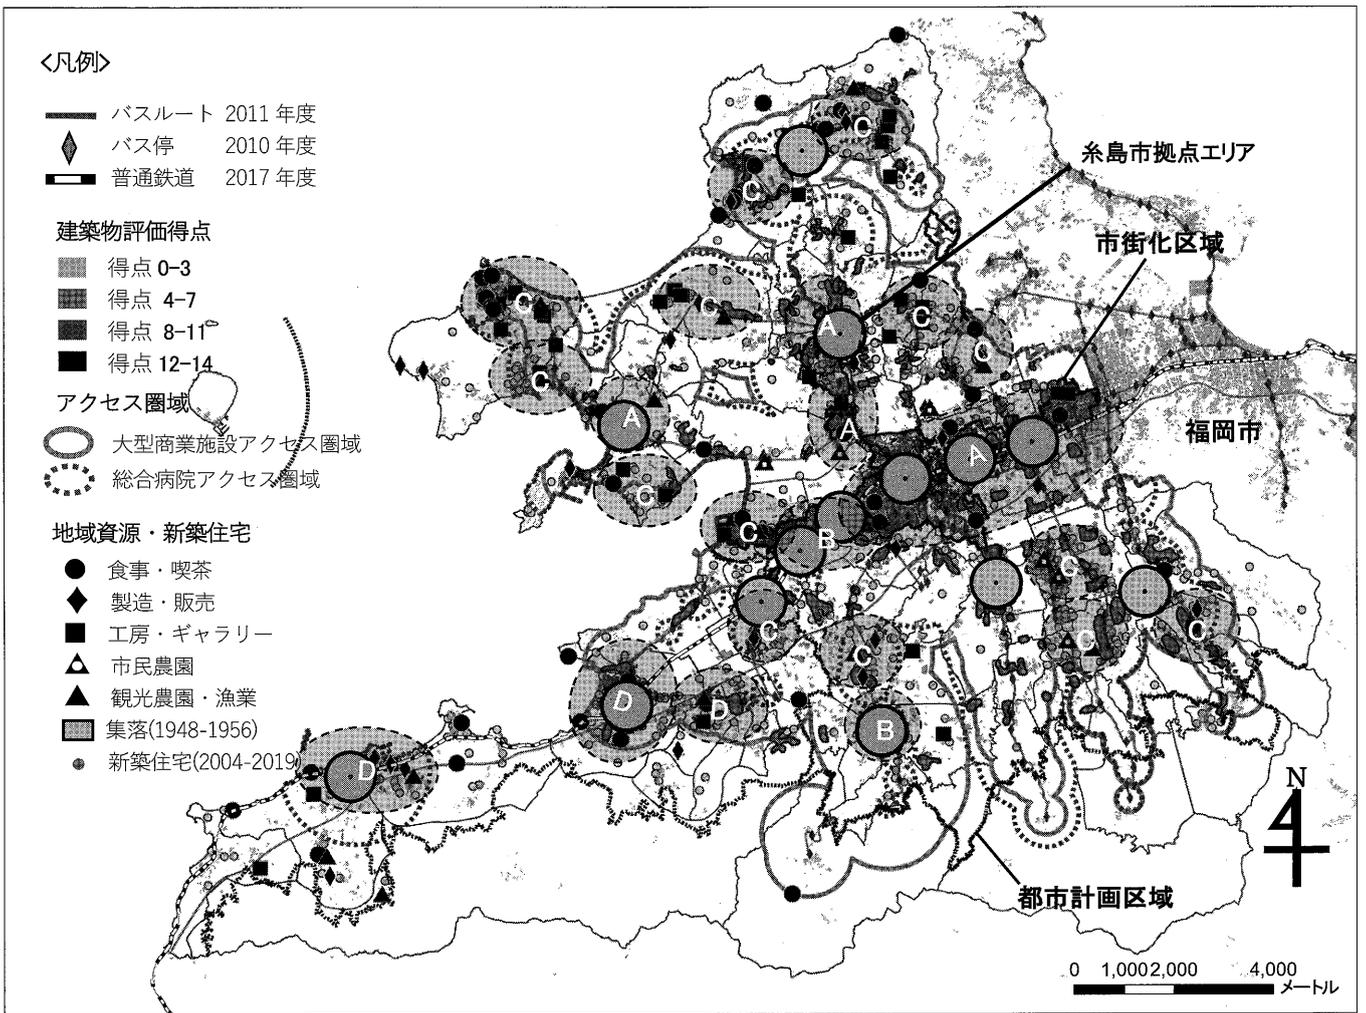 <凡例>
バスルート 2011 年度
バス停 2010 年度
普通鉄道 2017 年度
建築物評価得点
得点 0-3
得点 4-7
得点 8-11
得点 12-14
アクセス圏域
大型商業施設アクセス圏域
総合病院アクセス圏域
地域資源・新築住宅
食事・喫茶
製造・販売
工房・ギャラリー
市民農園
観光農園・漁業
集落(1948-1956)
新築住宅(2004-2019)
糸島市拠点エリア
市街化区域
福岡市
都市計画区域
C
C
C
C
C
A
C
C
A
A
A
C
C
B
C
C
C
C
C
D
D
B
D
N
0 1,000 2,000 4,000
メートル